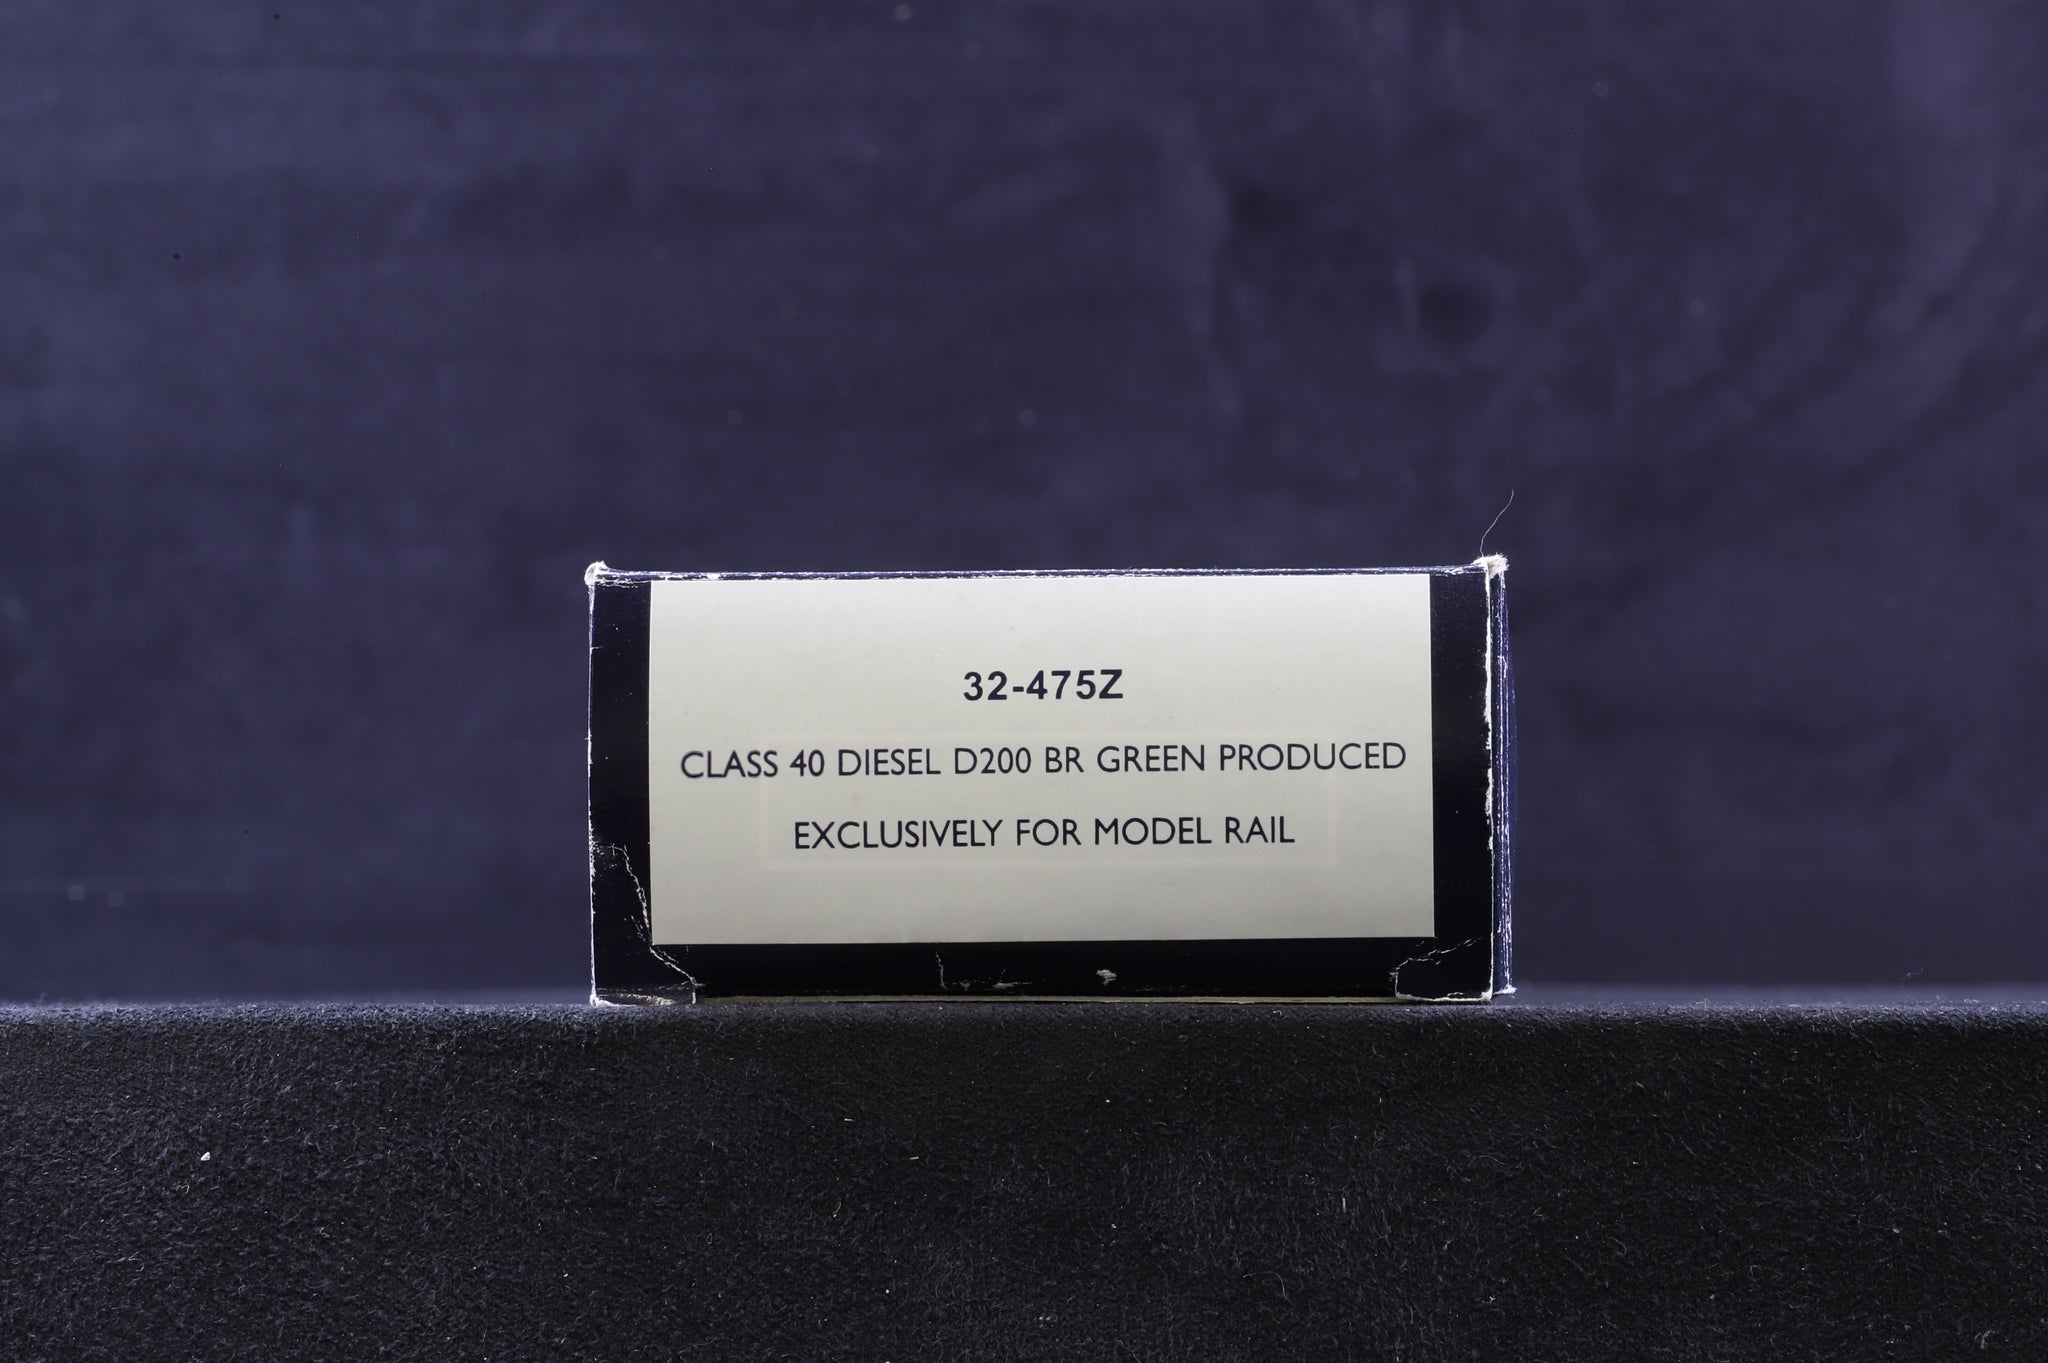 32-475Z
CLASS 40 DIESEL D200 BR GREEN PRODUCED
EXCLUSIVELY FOR MODEL RAIL